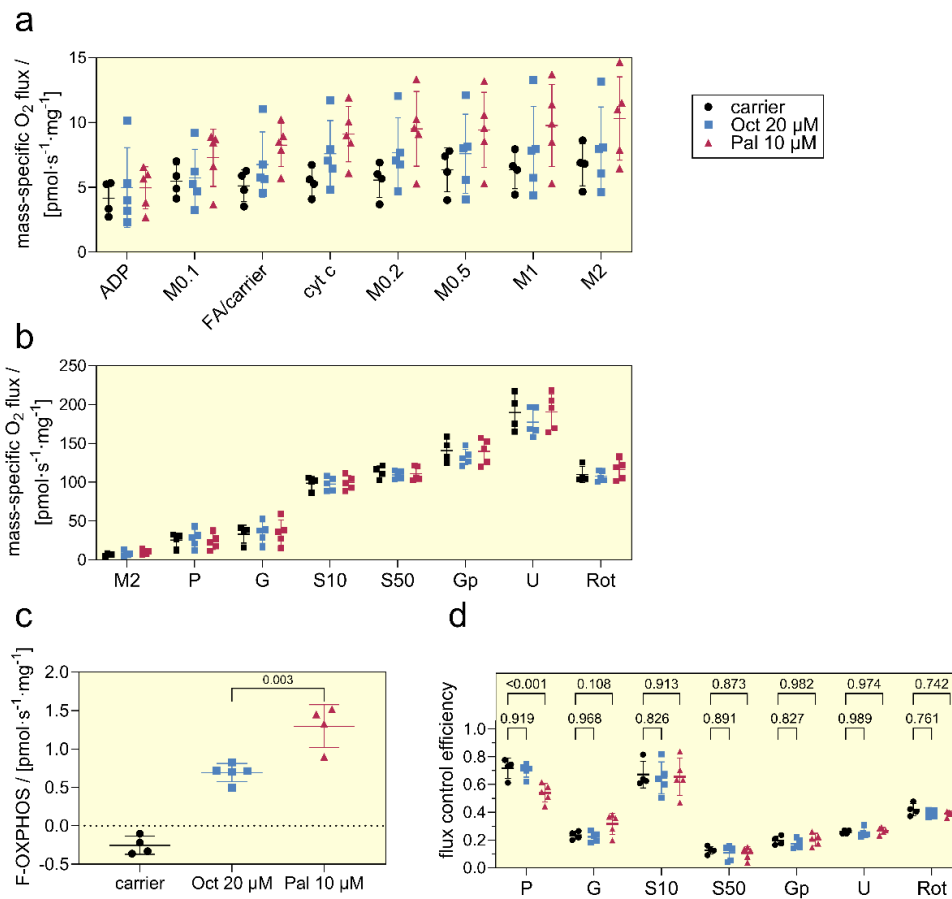 a
mass-specific O₂ flux /
[pmol·s⁻¹·mg⁻¹]
15
10
5
0
ADP
M0.1
FA/carrier
cyt c
M0.2
M0.5
M1
M2
carrier
Oct 20 µM
Pal 10 µM
b
mass-specific O₂ flux /
[pmol·s⁻¹·mg⁻¹]
250
200
150
100
50
0
M2 P G S10 S50 Gp U Rot
c
F-OXPHOS / [pmol·s⁻¹·mg⁻¹]
2.0
1.5
1.0
0.5
0.0
-0.5
0.003
carrier Oct 20 µM Pal 10 µM
d
flux control efficiency
<0.001 0.108 0.913 0.873 0.982 0.974 0.742
0.919 0.968 0.826 0.891 0.827 0.989 0.761
1.0
0.8
0.6
0.4
0.2
0.0
P G S10 S50 Gp U Rot